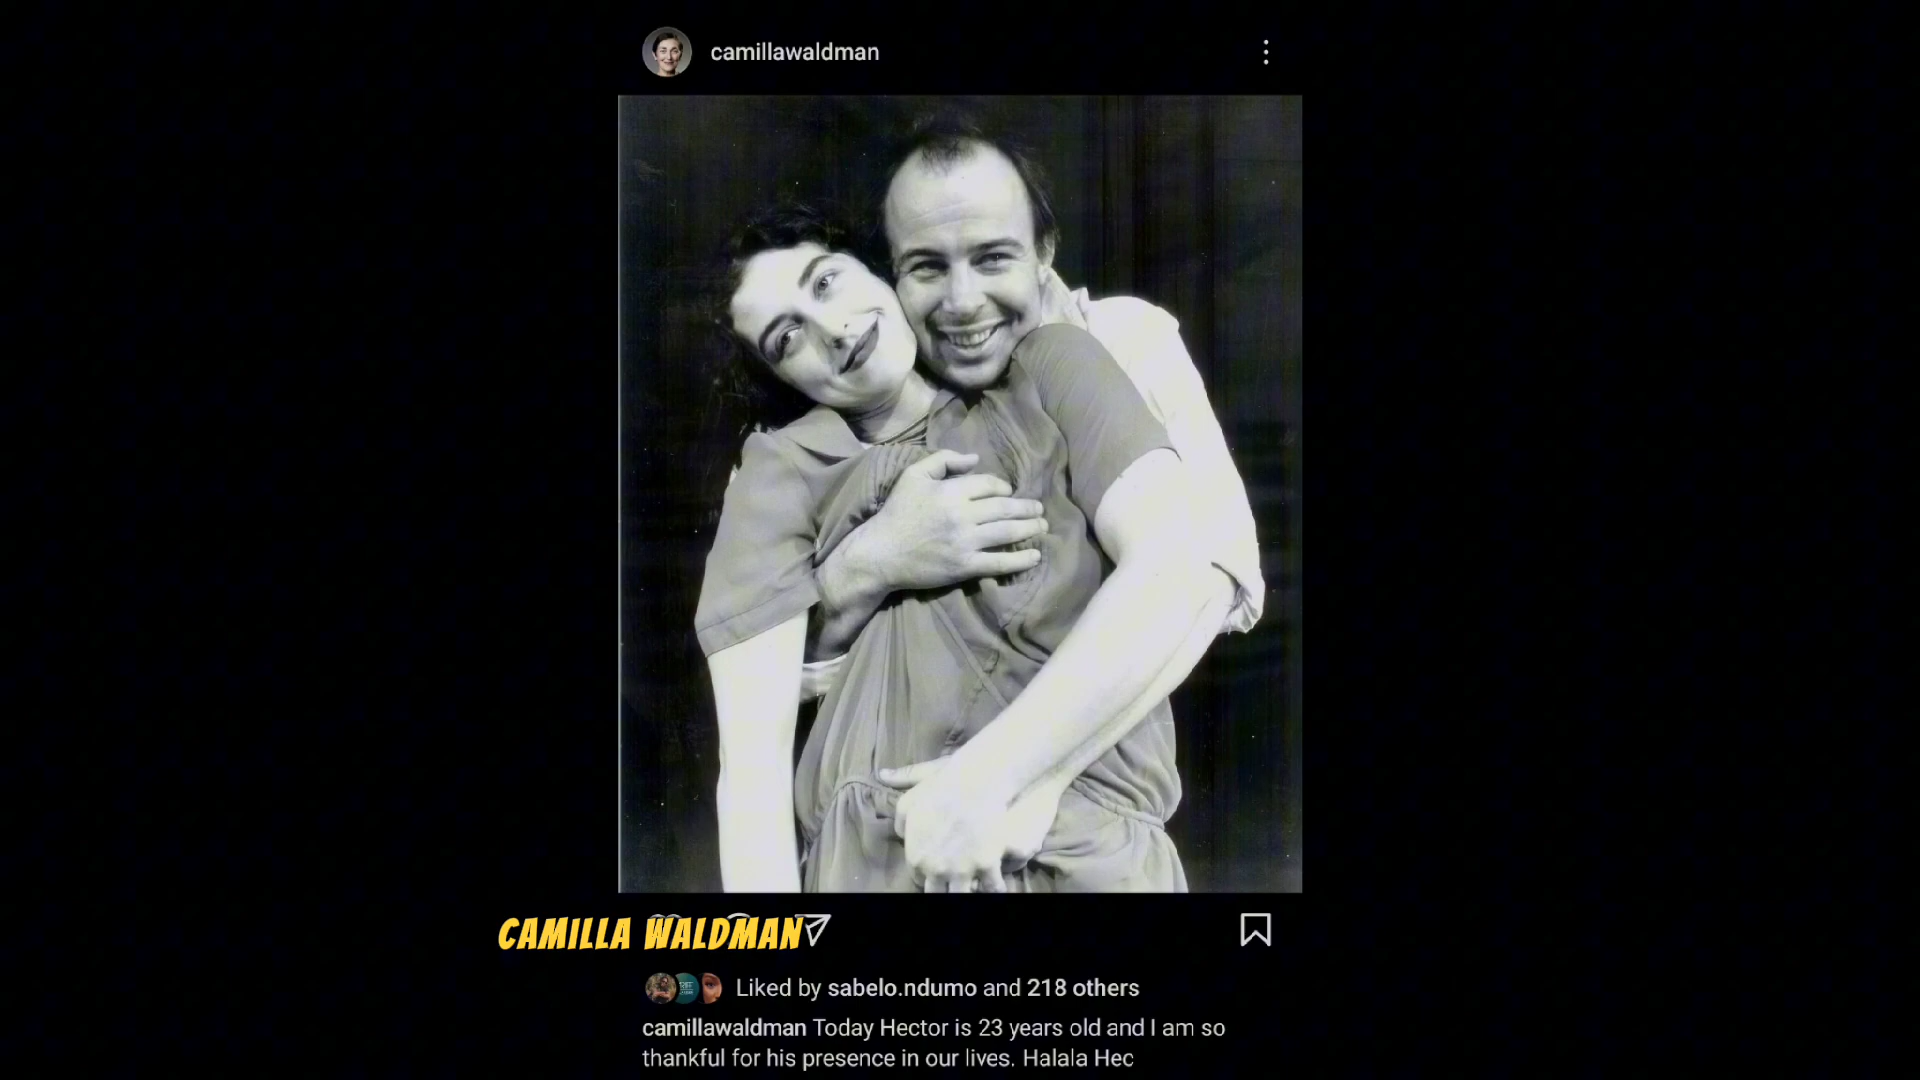 camillawaldman
CAMILLA WALDMAN
Liked by sabelo.ndumo and 218 others
camillawaldman Today Hector is 23 years old and I am so
thankful for his presence in our lives. Halala Hec